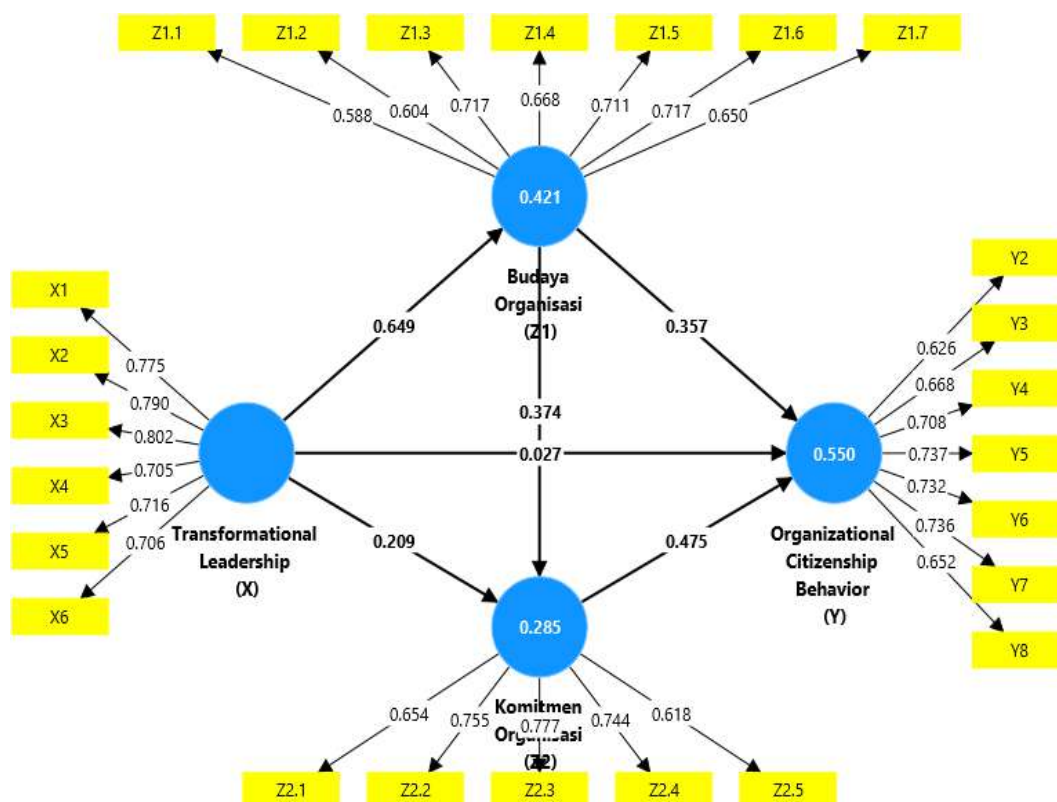 Z1.1 Z1.2 Z1.3 Z1.4 Z1.5 Z1.6 Z1.7
0.588 0.604 0.717 0.668 0.711 0.717 0.650
0.421
Budaya
Organisasi
(Z1)
X1
X2
X3
X4
X5
X6
0.775
0.790
0.802
0.705
0.716
0.706
Transformational
Leadership
(X)
0.649
0.357
0.374
0.027
0.209
0.475
0.550
Organizational
Citizenship
Behavior
(Y)
0.626
0.668
0.708
0.737
0.732
0.736
0.652
Y2
Y3
Y4
Y5
Y6
Y7
Y8
0.285
Komitmen
Organisasi
(Z2)
0.654 0.755 0.777 0.744 0.618
Z2.1 Z2.2 Z2.3 Z2.4 Z2.5